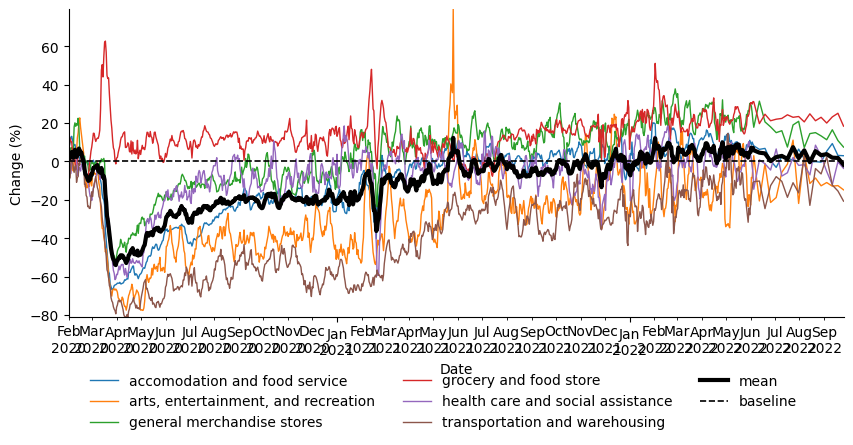 60
40
20
0
−20
−40
−60
−80
Change (%)
Feb Mar Apr May Jun Jul Aug Sep Oct Nov Dec Jan Feb Mar Apr May Jun Jul Aug Sep Oct Nov Dec Jan Feb Mar Apr May Jun Jul Aug Sep
2020 2020 2020 2020 2020 2020 2020 2020 2020 2020 2020 2021 2021 2021 2021 2021 2021 2021 2021 2021 2021 2021 2021 2022 2022 2022 2022 2022 2022 2022 2022 2022
Date
accomodation and food service
arts, entertainment, and recreation
general merchandise stores
grocery and food store
health care and social assistance
transportation and warehousing
mean
baseline